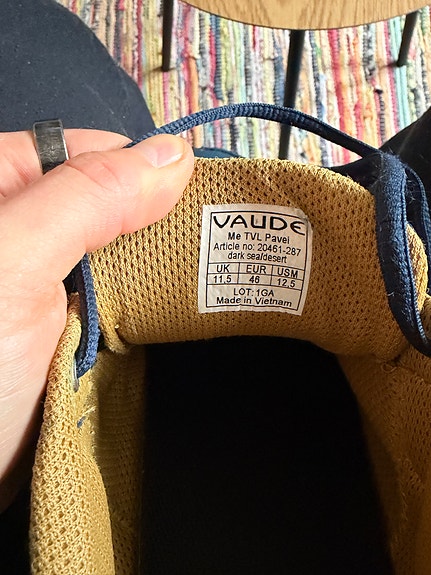 VAUDE
Me TVL Pavei
Article no: 20461-287
dark sea/desert
UK EUR USM
11,5 46 12,5
LOT: 1GA
Made in Vietnam